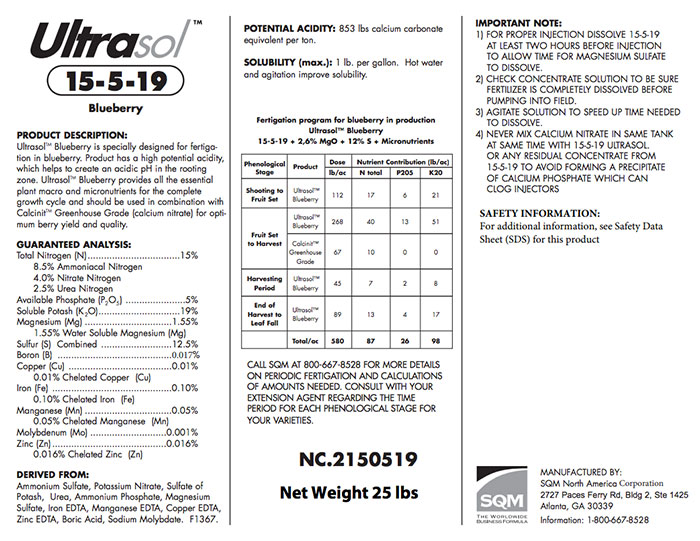 Ultrasol™
15-5-19
Blueberry
PRODUCT DESCRIPTION:
Ultrasol™ Blueberry is specially designed for fertiga-
tion in blueberry. Product has a high potential acidity,
which helps to create an acidic pH in the rooting
zone. Ultrasol™ Blueberry provides all the essential
plant macro and micronutrients for the complete
growth cycle and should be used in combination with
Calcinit™ Greenhouse Grade (calcium nitrate) for opti-
mum berry yield and quality.
GUARANTEED ANALYSIS:
Total Nitrogen (N)..............................15%
8.5% Ammoniacal Nitrogen
4.0% Nitrate Nitrogen
2.5% Urea Nitrogen
Available Phosphate (P2O5) ...................5%
Soluble Potash (K2O)..........................19%
Magnesium (Mg) ..............................1.55%
1.55% Water Soluble Magnesium (Mg)
Sulfur (S) Combined .........................12.5%
Boron (B) ......................................0.017%
Copper (Cu) ...................................0.01%
0.01% Chelated Copper (Cu)
Iron (Fe) ........................................0.10%
0.10% Chelated Iron (Fe)
Manganese (Mn) ..............................0.05%
0.05% Chelated Manganese (Mn)
Molybdenum (Mo) ..........................0.001%
Zinc (Zn).......................................0.016%
0.016% Chelated Zinc (Zn)
DERIVED FROM:
Ammonium Sulfate, Potassium Nitrate, Sulfate of
Potash, Urea, Ammonium Phosphate, Magnesium
Sulfate, Iron EDTA, Manganese EDTA, Copper EDTA,
Zinc EDTA, Boric Acid, Sodium Molybdate. F1367.
POTENTIAL ACIDITY: 853 lbs calcium carbonate
equivalent per ton.
SOLUBILITY (max.): 1 lb. per gallon. Hot water
and agitation improve solubility.
Fertigation program for blueberry in production
Ultrasol™ Blueberry
15-5-19 + 2,6% MgO + 12% S + Micronutrients
Phenological Stage Product Dose lb/ac Nutrient Contribution (lb/ac) N total P205 K20
Shooting to Fruit Set Ultrasol™ Blueberry 112 17 6 21
Fruit Set to Harvest Ultrasol™ Blueberry 268 40 13 51
Calcinit™ Greenhouse Grade 67 10 0 0
Harvesting Period Ultrasol™ Blueberry 45 7 2 8
End of Harvest to Leaf Fall Ultrasol™ Blueberry 89 13 4 17
Total/ac 580 87 26 98
CALL SQM AT 800-667-8528 FOR MORE DETAILS
ON PERIODIC FERTIGATION AND CALCULATIONS
OF AMOUNTS NEEDED. CONSULT WITH YOUR
EXTENSION AGENT REGARDING THE TIME
PERIOD FOR EACH PHENOLOGICAL STAGE FOR
YOUR VARIETIES.
NC.2150519
Net Weight 25 lbs
IMPORTANT NOTE:
1) FOR PROPER INJECTION DISSOLVE 15-5-19
AT LEAST TWO HOURS BEFORE INJECTION
TO ALLOW TIME FOR MAGNESIUM SULFATE
TO DISSOLVE.
2) CHECK CONCENTRATE SOLUTION TO BE SURE
FERTILIZER IS COMPLETELY DISSOLVED BEFORE
PUMPING INTO FIELD.
3) AGITATE SOLUTION TO SPEED UP TIME NEEDED
TO DISSOLVE.
4) NEVER MIX CALCIUM NITRATE IN SAME TANK
AT SAME TIME WITH 15-5-19 ULTRASOL.
OR ANY RESIDUAL CONCENTRATE FROM
15-5-19 TO AVOID FORMING A PRECIPITATE
OF CALCIUM PHOSPHATE WHICH CAN
CLOG INJECTORS
SAFETY INFORMATION:
For additional information, see Safety Data
Sheet (SDS) for this product
SQM
THE WORLDWIDE
BUSINESS FORMULA
MANUFACTURED BY:
SQM North America Corporation
2727 Paces Ferry Rd, Bldg 2, Ste 1425
Atlanta, GA 30339
Information: 1-800-667-8528